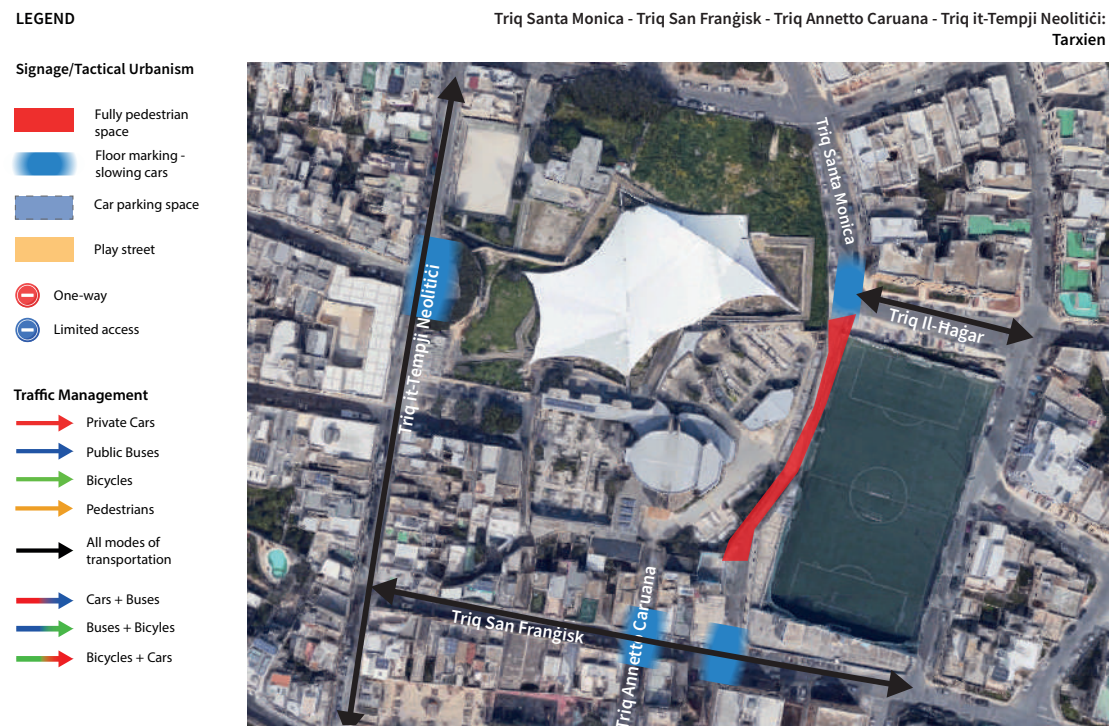 LEGEND
Triq Santa Monica - Triq San Franġisk - Triq Annetto Caruana - Triq it-Tempji Neolitiċi:
Tarxien
Signage/Tactical Urbanism
Fully pedestrian
space
Floor marking -
slowing cars
Car parking space
Play street
One-way
Limited access
Traffic Management
Private Cars
Public Buses
Bicycles
Pedestrians
All modes of
transportation
Cars + Buses
Buses + Bicyles
Bicycles + Cars
Triq Santa Monica
Triq it-Tempji Neolitiċi
Triq Il-Ħaġar
Triq San Franġisk
Triq Annetto Caruana